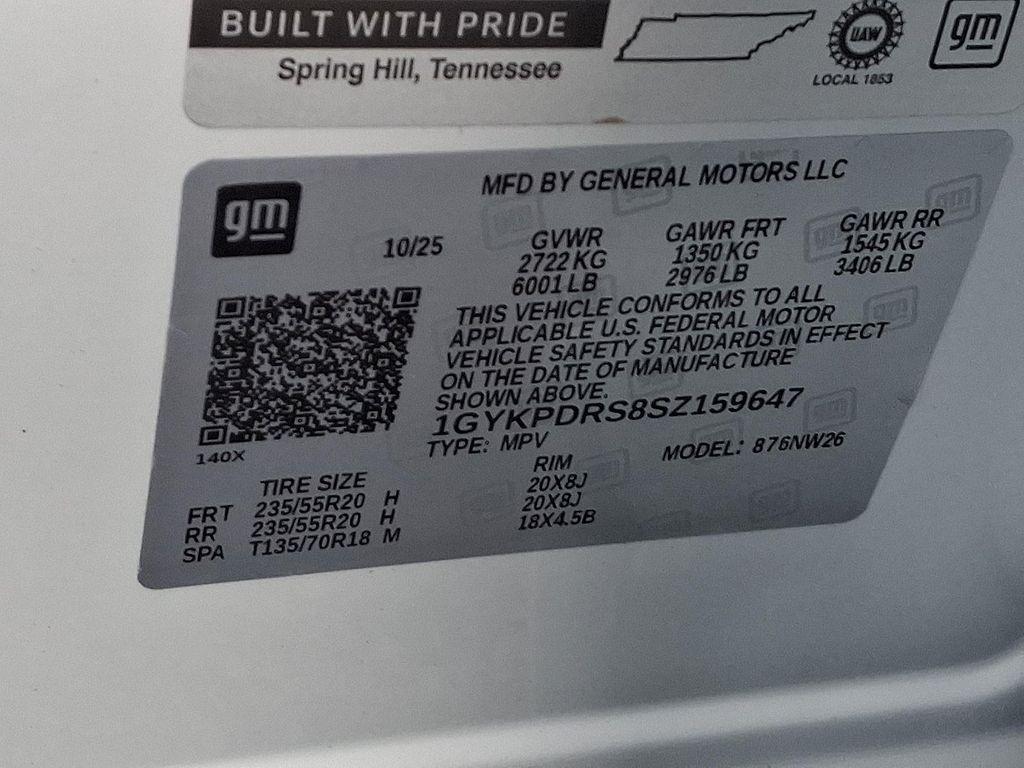 BUILT WITH PRIDE
Spring Hill, Tennessee
UAW
LOCAL 1853
gm
gm
MFD BY GENERAL MOTORS LLC
10/25
GVWR
2722 KG
6001 LB
GAWR FRT
1350 KG
2976 LB
GAWR RR
1545 KG
3406 LB
THIS VEHICLE CONFORMS TO ALL
APPLICABLE U.S. FEDERAL MOTOR
VEHICLE SAFETY STANDARDS IN EFFECT
ON THE DATE OF MANUFACTURE
SHOWN ABOVE.
1GYKPDRS8SZ159647
TYPE: MPV
MODEL: 876NW26
140X
TIRE SIZE RIM
FRT 235/55R20 H 20X8J
RR 235/55R20 H 20X8J
SPA T135/70R18 M 18X4.5B